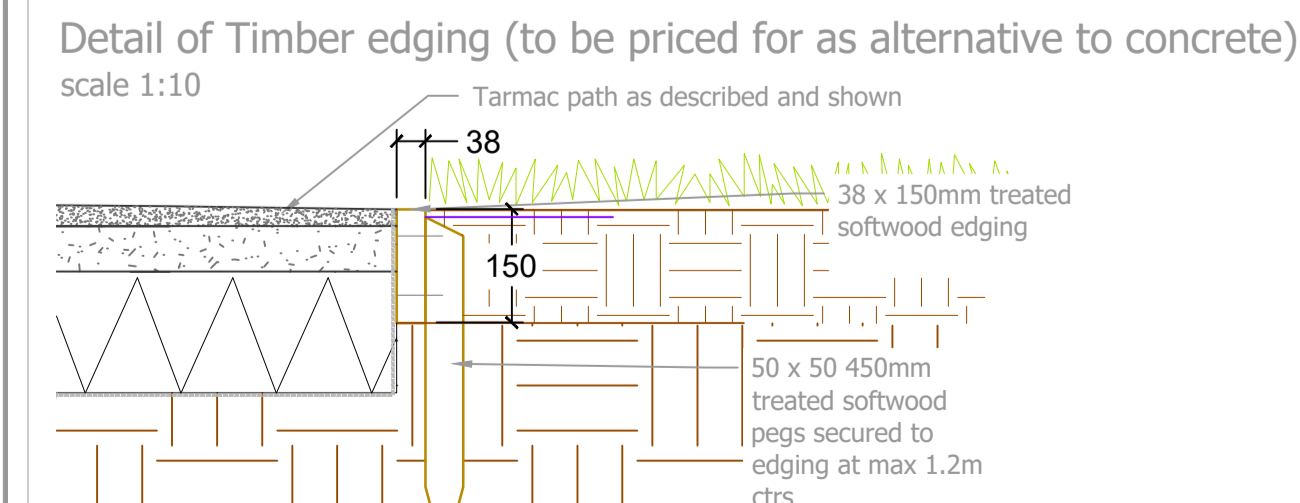 Detail of Timber edging (to be priced for as alternative to concrete)
scale 1:10
Tarmac path as described and shown
38
38 x 150mm treated
softwood edging
150
50 x 50 450mm
treated softwood
pegs secured to
edging at max 1.2m
ctrs